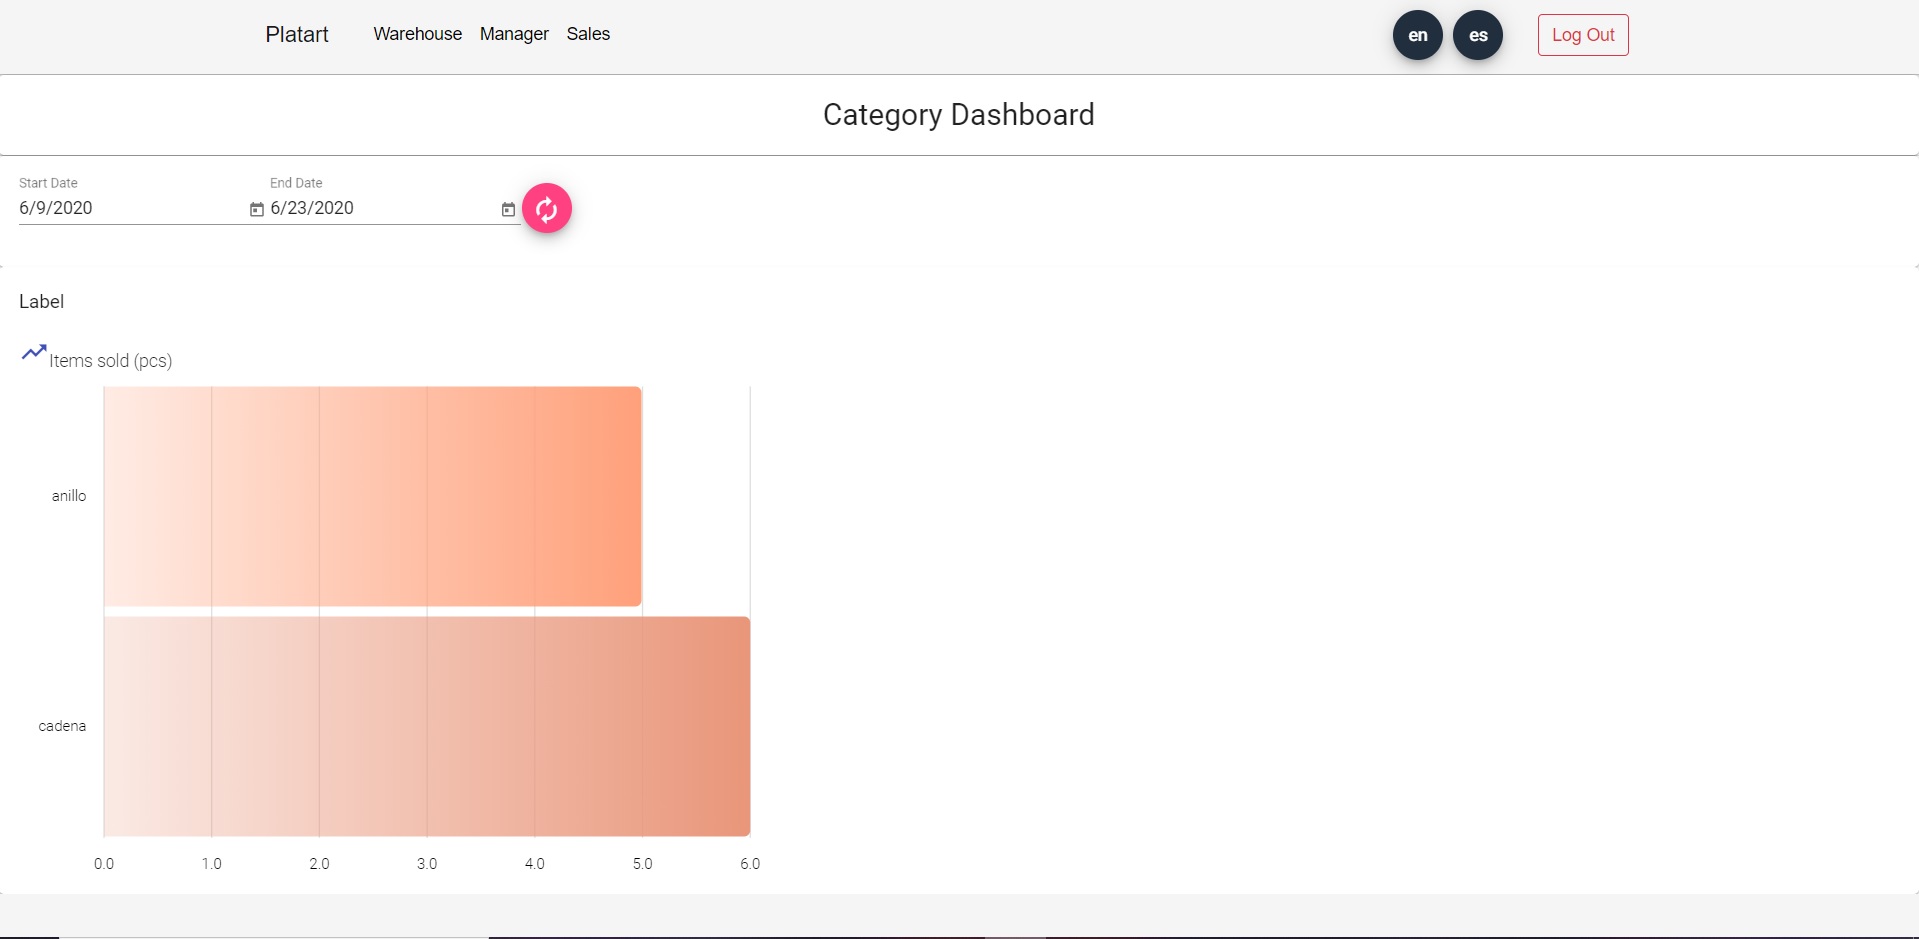 Platart Warehouse Manager Sales en es Log Out
Category Dashboard
Start Date End Date
6/9/2020 6/23/2020
Label
Items sold (pcs)
anillo
cadena
0.0 1.0 2.0 3.0 4.0 5.0 6.0